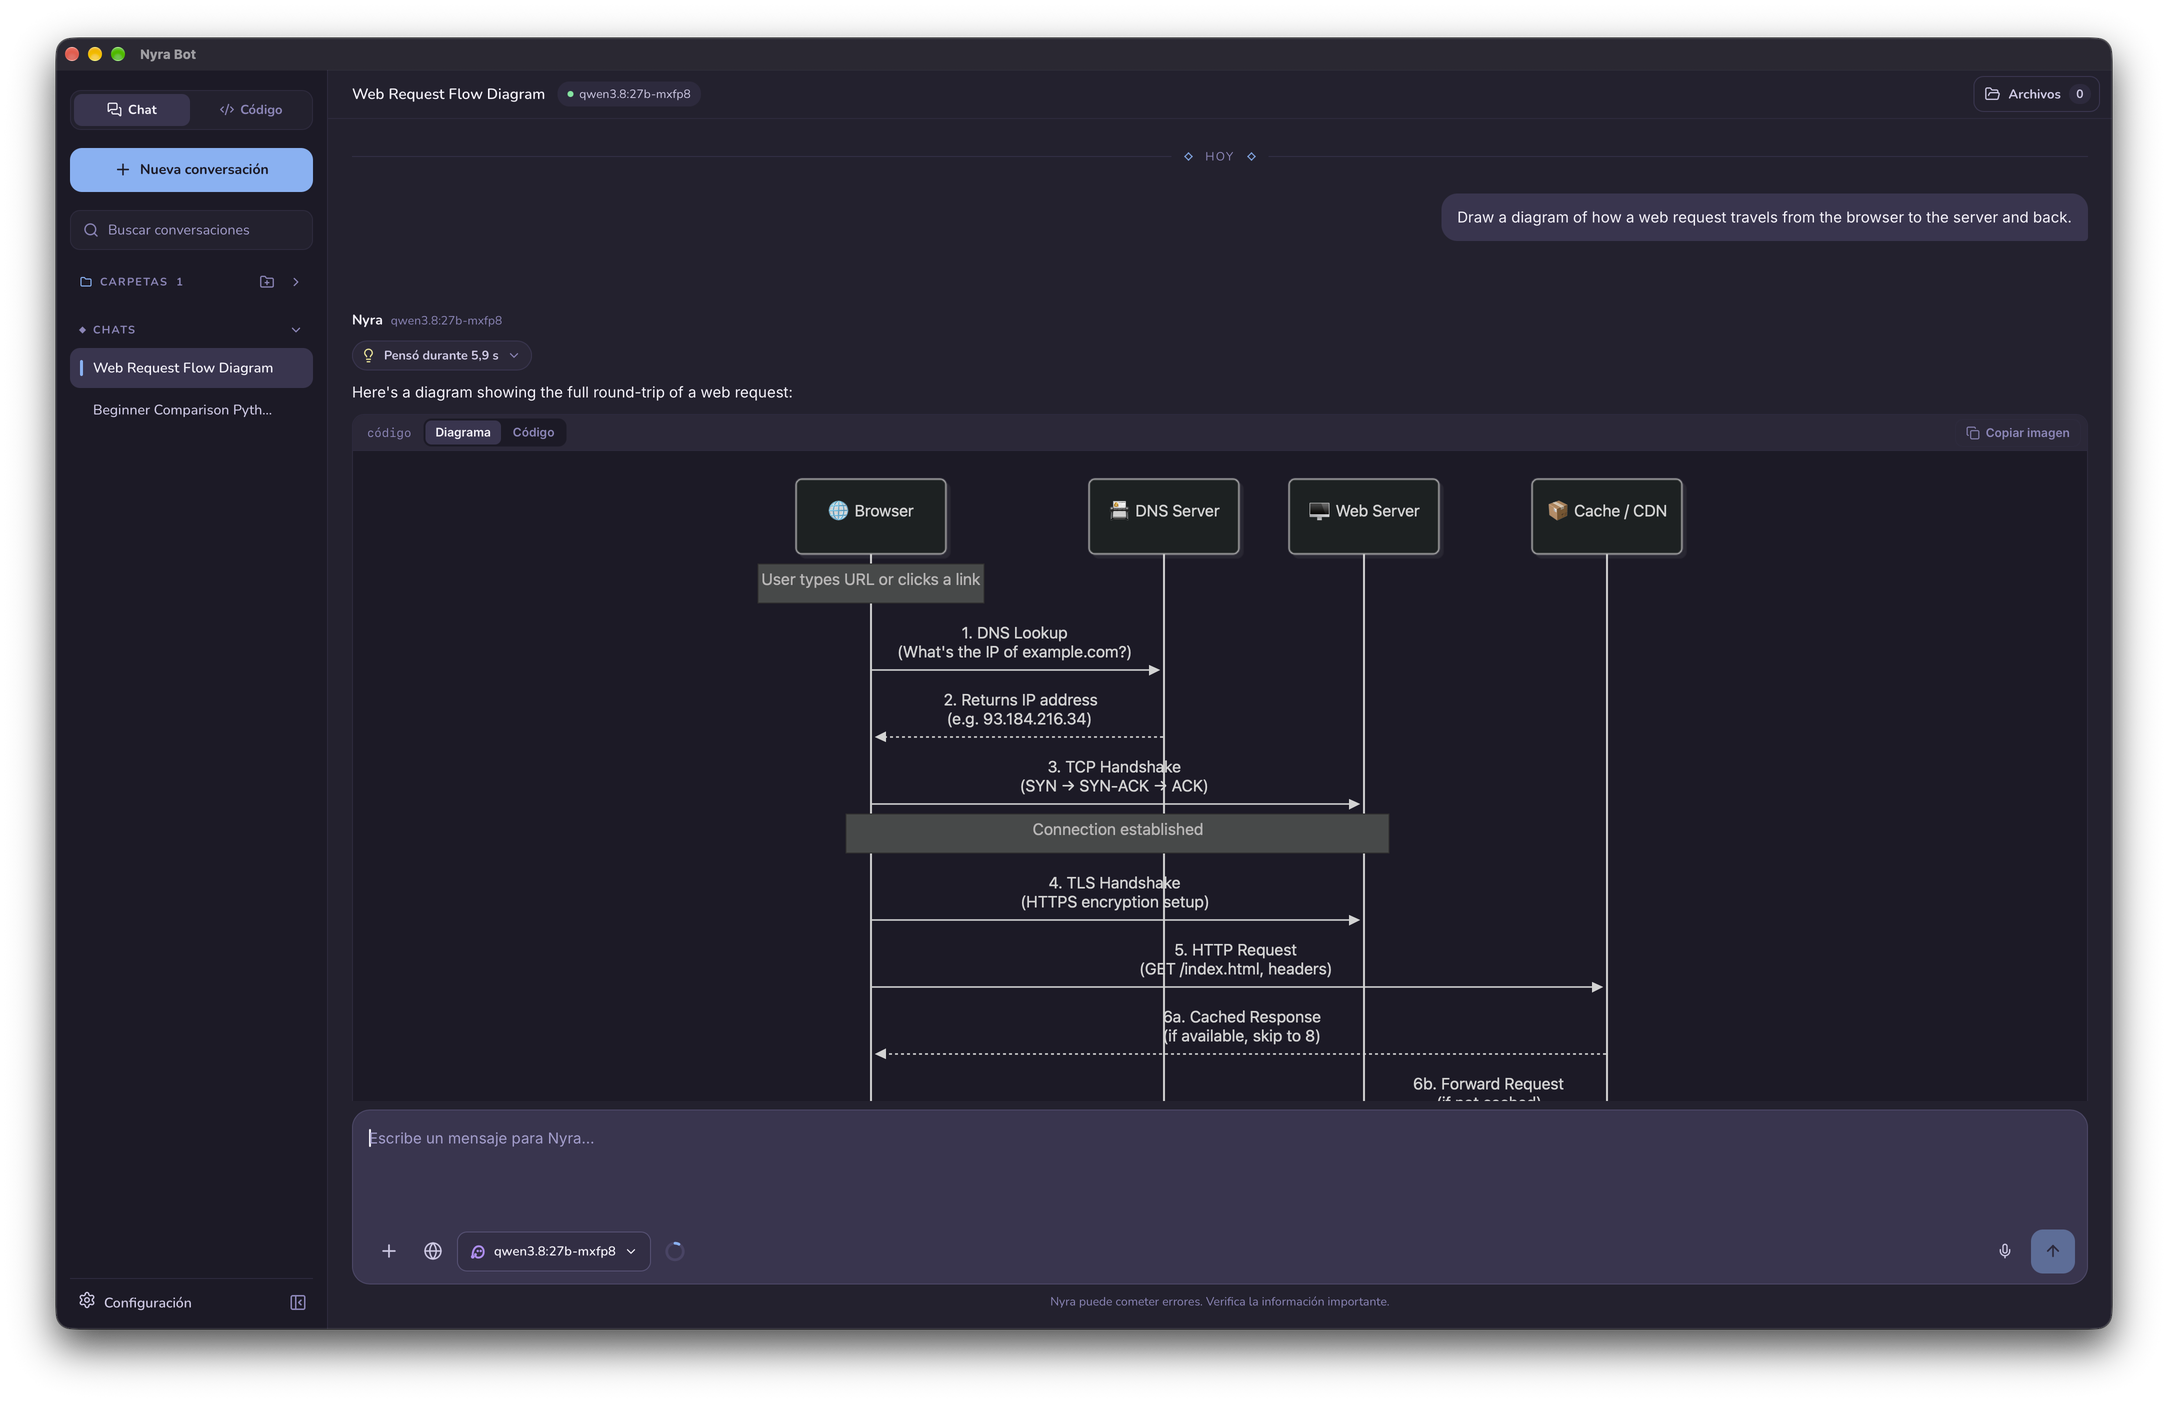 Nyra Bot
Chat
Código
Nueva conversación
Buscar conversaciones
CARPETAS 1
CHATS
Web Request Flow Diagram
Beginner Comparison Pyth...
Configuración
Web Request Flow Diagram
qwen3.8:27b-mxfp8
Archivos 0
HOY
Draw a diagram of how a web request travels from the browser to the server and back.
Nyra qwen3.8:27b-mxfp8
Pensó durante 5,9 s
Here's a diagram showing the full round-trip of a web request:
código
Diagrama
Código
Copiar imagen
Browser
DNS Server
Web Server
Cache / CDN
User types URL or clicks a link
1. DNS Lookup
(What's the IP of example.com?)
2. Returns IP address
(e.g. 93.184.216.34)
3. TCP Handshake
(SYN → SYN-ACK → ACK)
Connection established
4. TLS Handshake
(HTTPS encryption setup)
5. HTTP Request
(GET /index.html, headers)
6a. Cached Response
(if available, skip to 8)
6b. Forward Request
(if not cached)
Escribe un mensaje para Nyra...
qwen3.8:27b-mxfp8
Nyra puede cometer errores. Verifica la información importante.